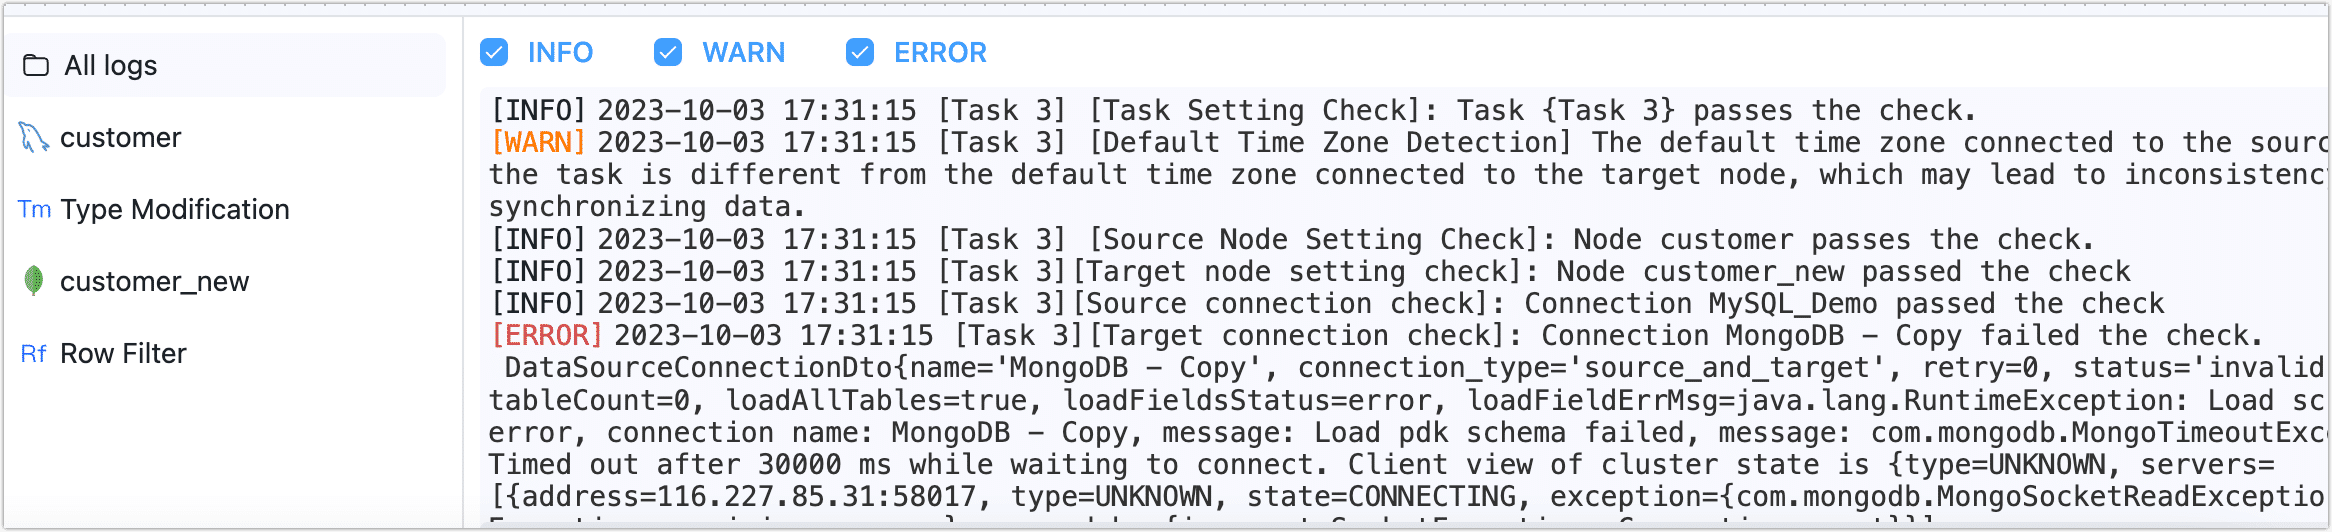 All logs
customer
Tm Type Modification
customer_new
Rf Row Filter
INFO WARN ERROR
[INFO] 2023-10-03 17:31:15 [Task 3] [Task Setting Check]: Task {Task 3} passes the check.
[WARN] 2023-10-03 17:31:15 [Task 3] [Default Time Zone Detection] The default time zone connected to the sourc
the task is different from the default time zone connected to the target node, which may lead to inconsistency
synchronizing data.
[INFO] 2023-10-03 17:31:15 [Task 3] [Source Node Setting Check]: Node customer passes the check.
[INFO] 2023-10-03 17:31:15 [Task 3][Target node setting check]: Node customer_new passed the check
[INFO] 2023-10-03 17:31:15 [Task 3][Source connection check]: Connection MySQL_Demo passed the check
[ERROR] 2023-10-03 17:31:15 [Task 3][Target connection check]: Connection MongoDB - Copy failed the check.
DataSourceConnectionDto{name='MongoDB - Copy', connection_type='source_and_target', retry=0, status='invalid
tableCount=0, loadAllTables=true, loadFieldsStatus=error, loadFieldErrMsg=java.lang.RuntimeException: Load sc
error, connection name: MongoDB - Copy, message: Load pdk schema failed, message: com.mongodb.MongoTimeoutExc
Timed out after 30000 ms while waiting to connect. Client view of cluster state is {type=UNKNOWN, servers=
[{address=116.227.85.31:58017, type=UNKNOWN, state=CONNECTING, exception={com.mongodb.MongoSocketReadExceptio